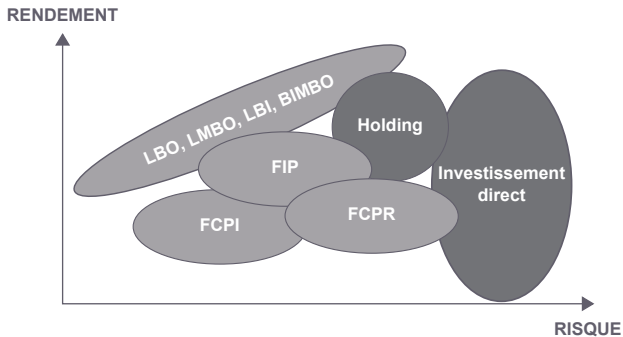 RENDEMENT
LBO, LMBO, LBI, BIMBO
Holding
FIP
Investissement
direct
FCPI
FCPR
RISQUE